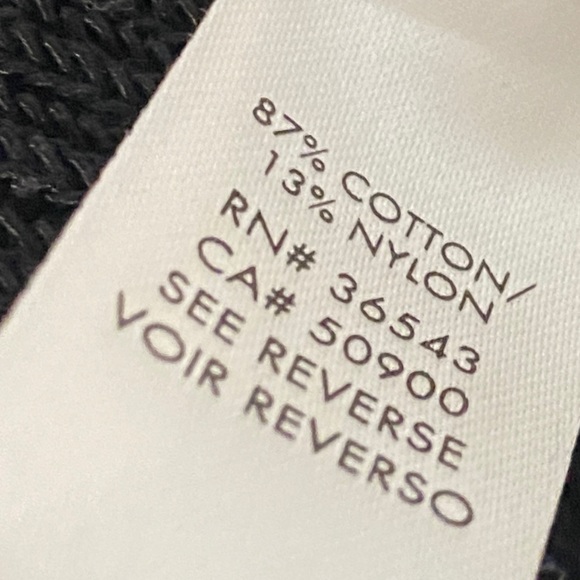 87% COTTON/
13% NYLON
RN# 36543
CA# 50900
SEE REVERSE
VOIR REVERSO